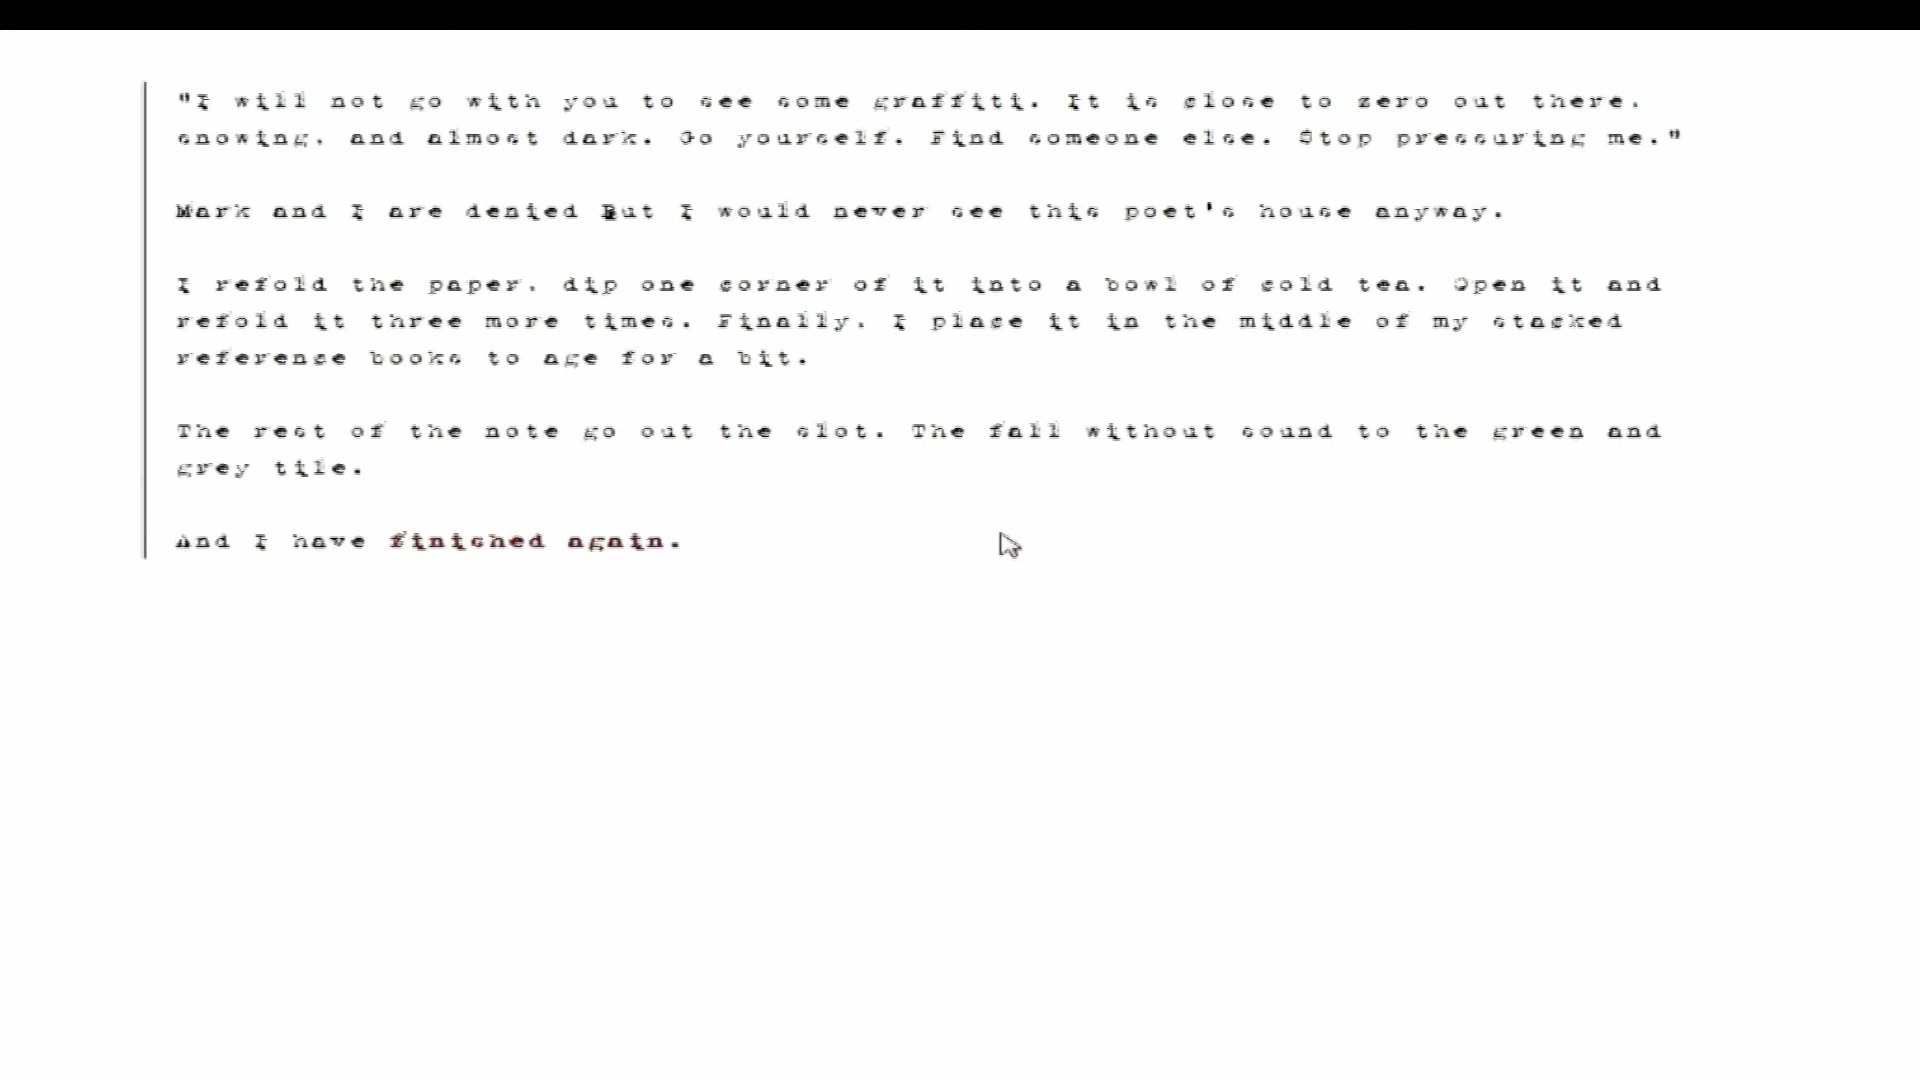 "I will not go with you to see some graffiti. It is close to zero out there,
snowing, and almost dark. Go yourself. Find someone else. Stop pressuring me."
Mark and I are denied But I would never see this poet's house anyway.
I refold the paper, dip one corner of it into a bowl of cold tea. Open it and
refold it three more times. Finally, I place it in the middle of my stacked
reference books to age for a bit.
The rest of the note go out the slot. The fall without sound to the green and
grey tile.
And I have finished again.